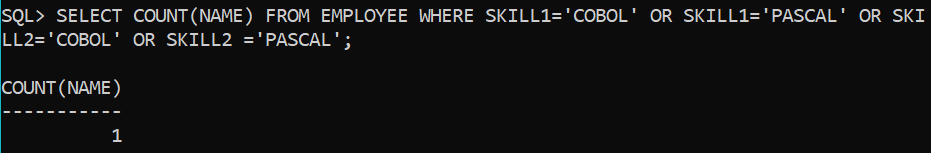 SQL> SELECT COUNT(NAME) FROM EMPLOYEE WHERE SKILL1='COBOL' OR SKILL1='PASCAL' OR SKI
LL2='COBOL' OR SKILL2 ='PASCAL';
COUNT(NAME)
-----------
1